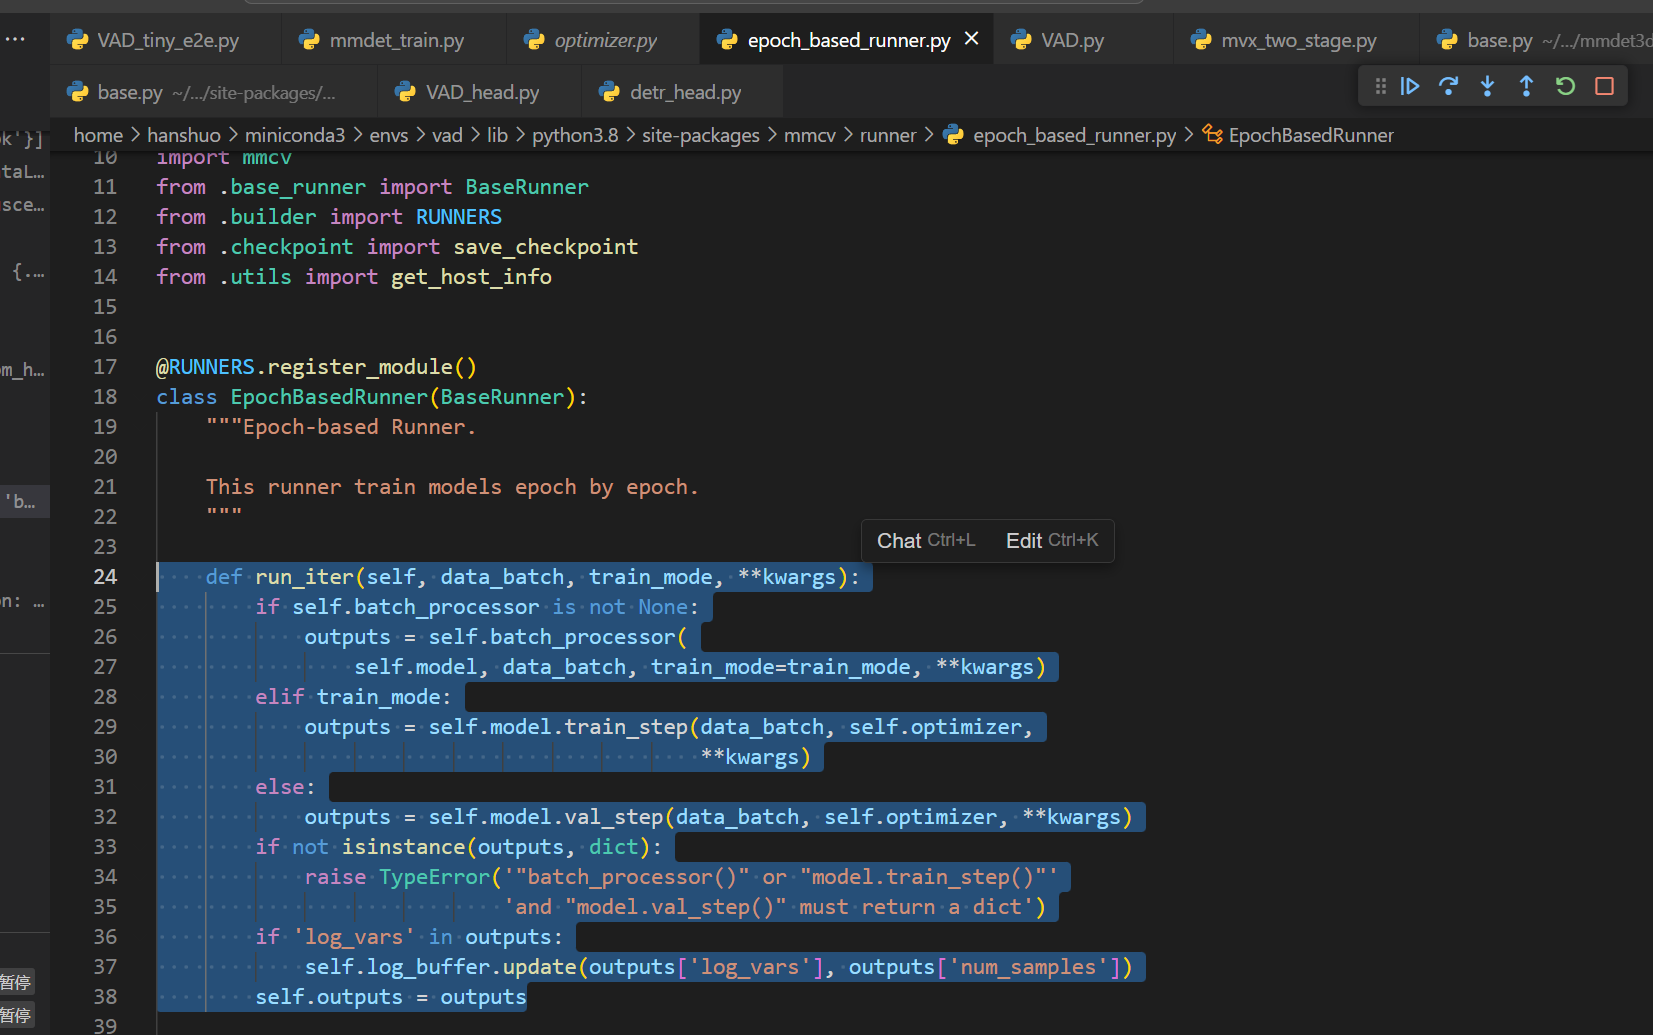 VAD_tiny_e2e.py mmdet_train.py optimizer.py epoch_based_runner.py VAD.py mvx_two_stage.py base.py ~/.../mmdet3d
base.py ~/.../site-packages/... VAD_head.py detr_head.py
home > hanshuo > miniconda3 > envs > vad > lib > python3.8 > site-packages > mmcv > runner > epoch_based_runner.py > EpochBasedRunner
10 import mmcv
11 from .base_runner import BaseRunner
12 from .builder import RUNNERS
13 from .checkpoint import save_checkpoint
14 from .utils import get_host_info
15
16
17 @RUNNERS.register_module()
18 class EpochBasedRunner(BaseRunner):
19     """Epoch-based Runner.
20
21     This runner train models epoch by epoch.
22     """
Chat Ctrl+L Edit Ctrl+K
23
24     def run_iter(self, data_batch, train_mode, **kwargs):
25         if self.batch_processor is not None:
26             outputs = self.batch_processor(
27                 self.model, data_batch, train_mode=train_mode, **kwargs)
28         elif train_mode:
29             outputs = self.model.train_step(data_batch, self.optimizer,
30                                             **kwargs)
31         else:
32             outputs = self.model.val_step(data_batch, self.optimizer, **kwargs)
33         if not isinstance(outputs, dict):
34             raise TypeError('"batch_processor()" or "model.train_step()"'
35                             'and "model.val_step()" must return a dict')
36         if 'log_vars' in outputs:
37             self.log_buffer.update(outputs['log_vars'], outputs['num_samples'])
38         self.outputs = outputs
39
ok'}]
taL...
sce...
{....
om_h...
'b...
on: ...
暂停
暂停